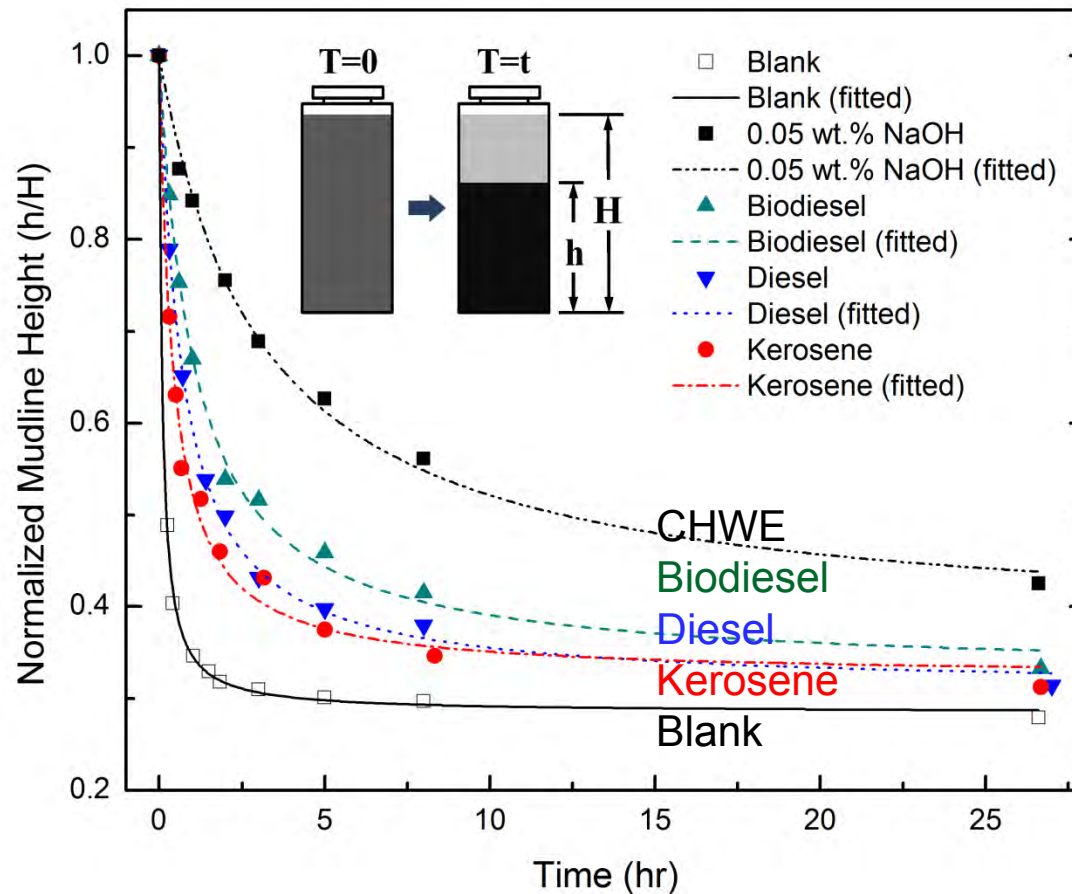 Normalized Mudline Height (h/H)
1.0
0.8
0.6
0.4
0.2
T=0
T=t
H
h
Blank
Blank (fitted)
0.05 wt.% NaOH
0.05 wt.% NaOH (fitted)
Biodiesel
Biodiesel (fitted)
Diesel
Diesel (fitted)
Kerosene
Kerosene (fitted)
CHWE
Biodiesel
Diesel
Kerosene
Blank
0 5 10 15 20 25
Time (hr)